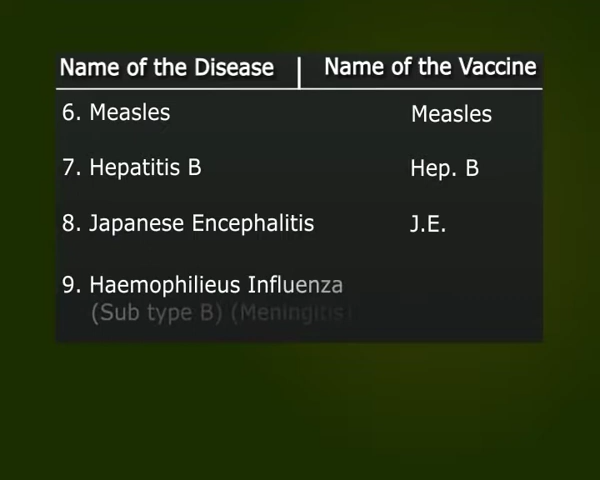 Name of the Disease | Name of the Vaccine
6. Measles Measles
7. Hepatitis B Hep. B
8. Japanese Encephalitis J.E.
9. Haemophilieus Influenza
(Sub type B) (Meningitis)